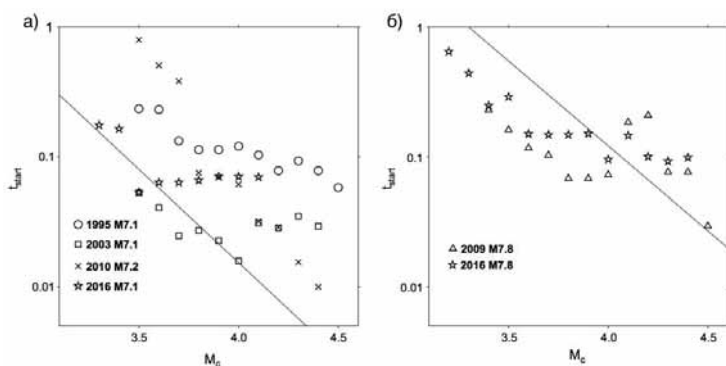 а)
1
0.1
0.01
t_start
3.5
4.0
4.5
M_c
1995 M7.1
2003 M7.1
2010 M7.2
2016 M7.1
б)
1
0.1
0.01
t_start
3.5
4.0
4.5
M_c
2009 M7.8
2016 M7.8